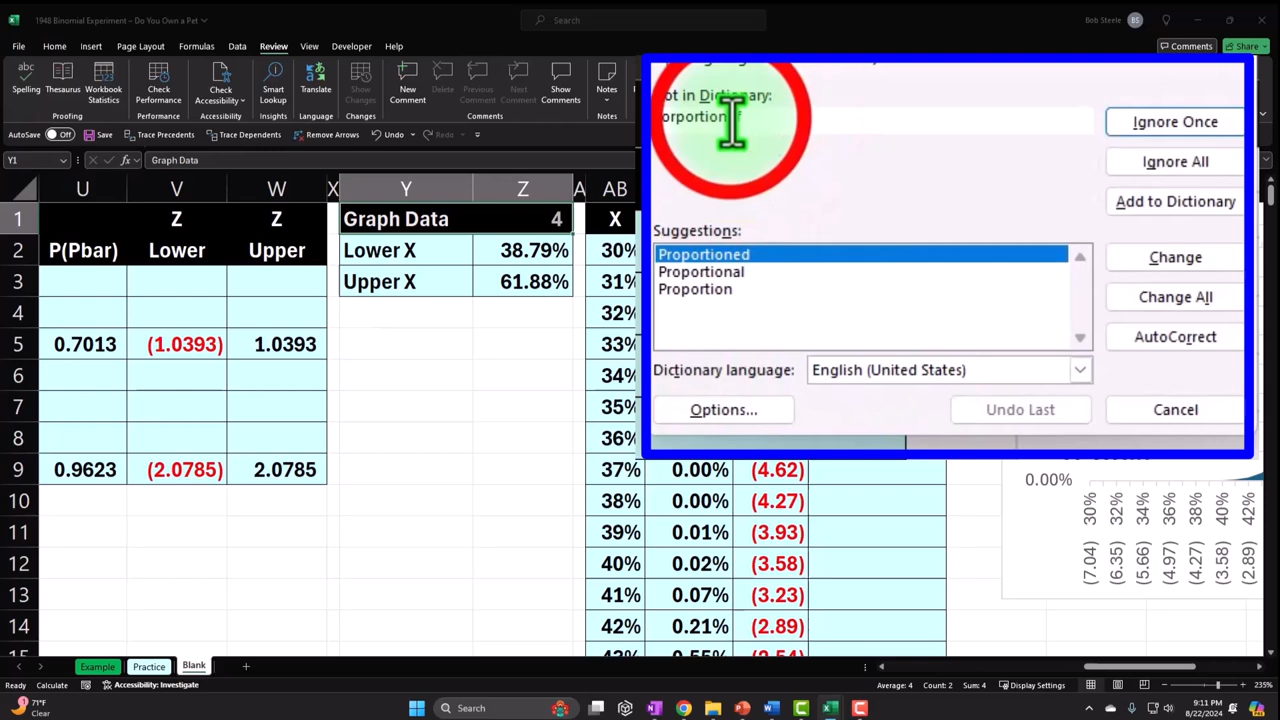 1948 Binomial Experiment – Do You Own a Pet
Search
Bob Steele
BS
File Home Insert Page Layout Formulas Data Review View Developer Help
Comments
Share
Spelling
Thesaurus
Workbook Statistics
Check Performance
Check Accessibility
Smart Lookup
Translate
Show Changes
New Comment
Delete
Previous Comment
Next Comment
Show Comments
Notes
Proofing
Performance
Accessibility
Insights
Language
Changes
Comments
AutoSave Off Save Trace Precedents Trace Dependents Undo Redo
Y1 fx Graph Data
U V W X Y Z A AB
1 Z Z Graph Data 4 X
2 P(Pbar) Lower Upper Lower X 38.79% 30%
3 Upper X 61.88% 31%
4 32%
5 0.7013 (1.0393) 1.0393 33%
6 34%
7 35%
8 36%
9 0.9623 (2.0785) 2.0785 37% 0.00% (4.62)
10 38% 0.00% (4.27)
11 39% 0.01% (3.93)
12 40% 0.02% (3.58)
13 41% 0.07% (3.23)
14 42% 0.21% (2.89)
43% 0.55% (2.54)
ot in Dictionary:
orportion
Ignore Once
Ignore All
Add to Dictionary
Suggestions:
Proportioned
Proportional
Proportion
Change
Change All
AutoCorrect
Dictionary language: English (United States)
Options...
Undo Last
Cancel
0.00%
30% 32% 34% 36% 38% 40% 42%
(7.04) (6.35) (5.66) (4.97) (4.27) (3.58) (2.89)
Example Practice Blank
Ready Calculate Accessibility: Investigate Average: 4 Count: 2 Sum: 4 Display Settings 235%
71°F
Clear
Search
9:11 PM
8/22/2024